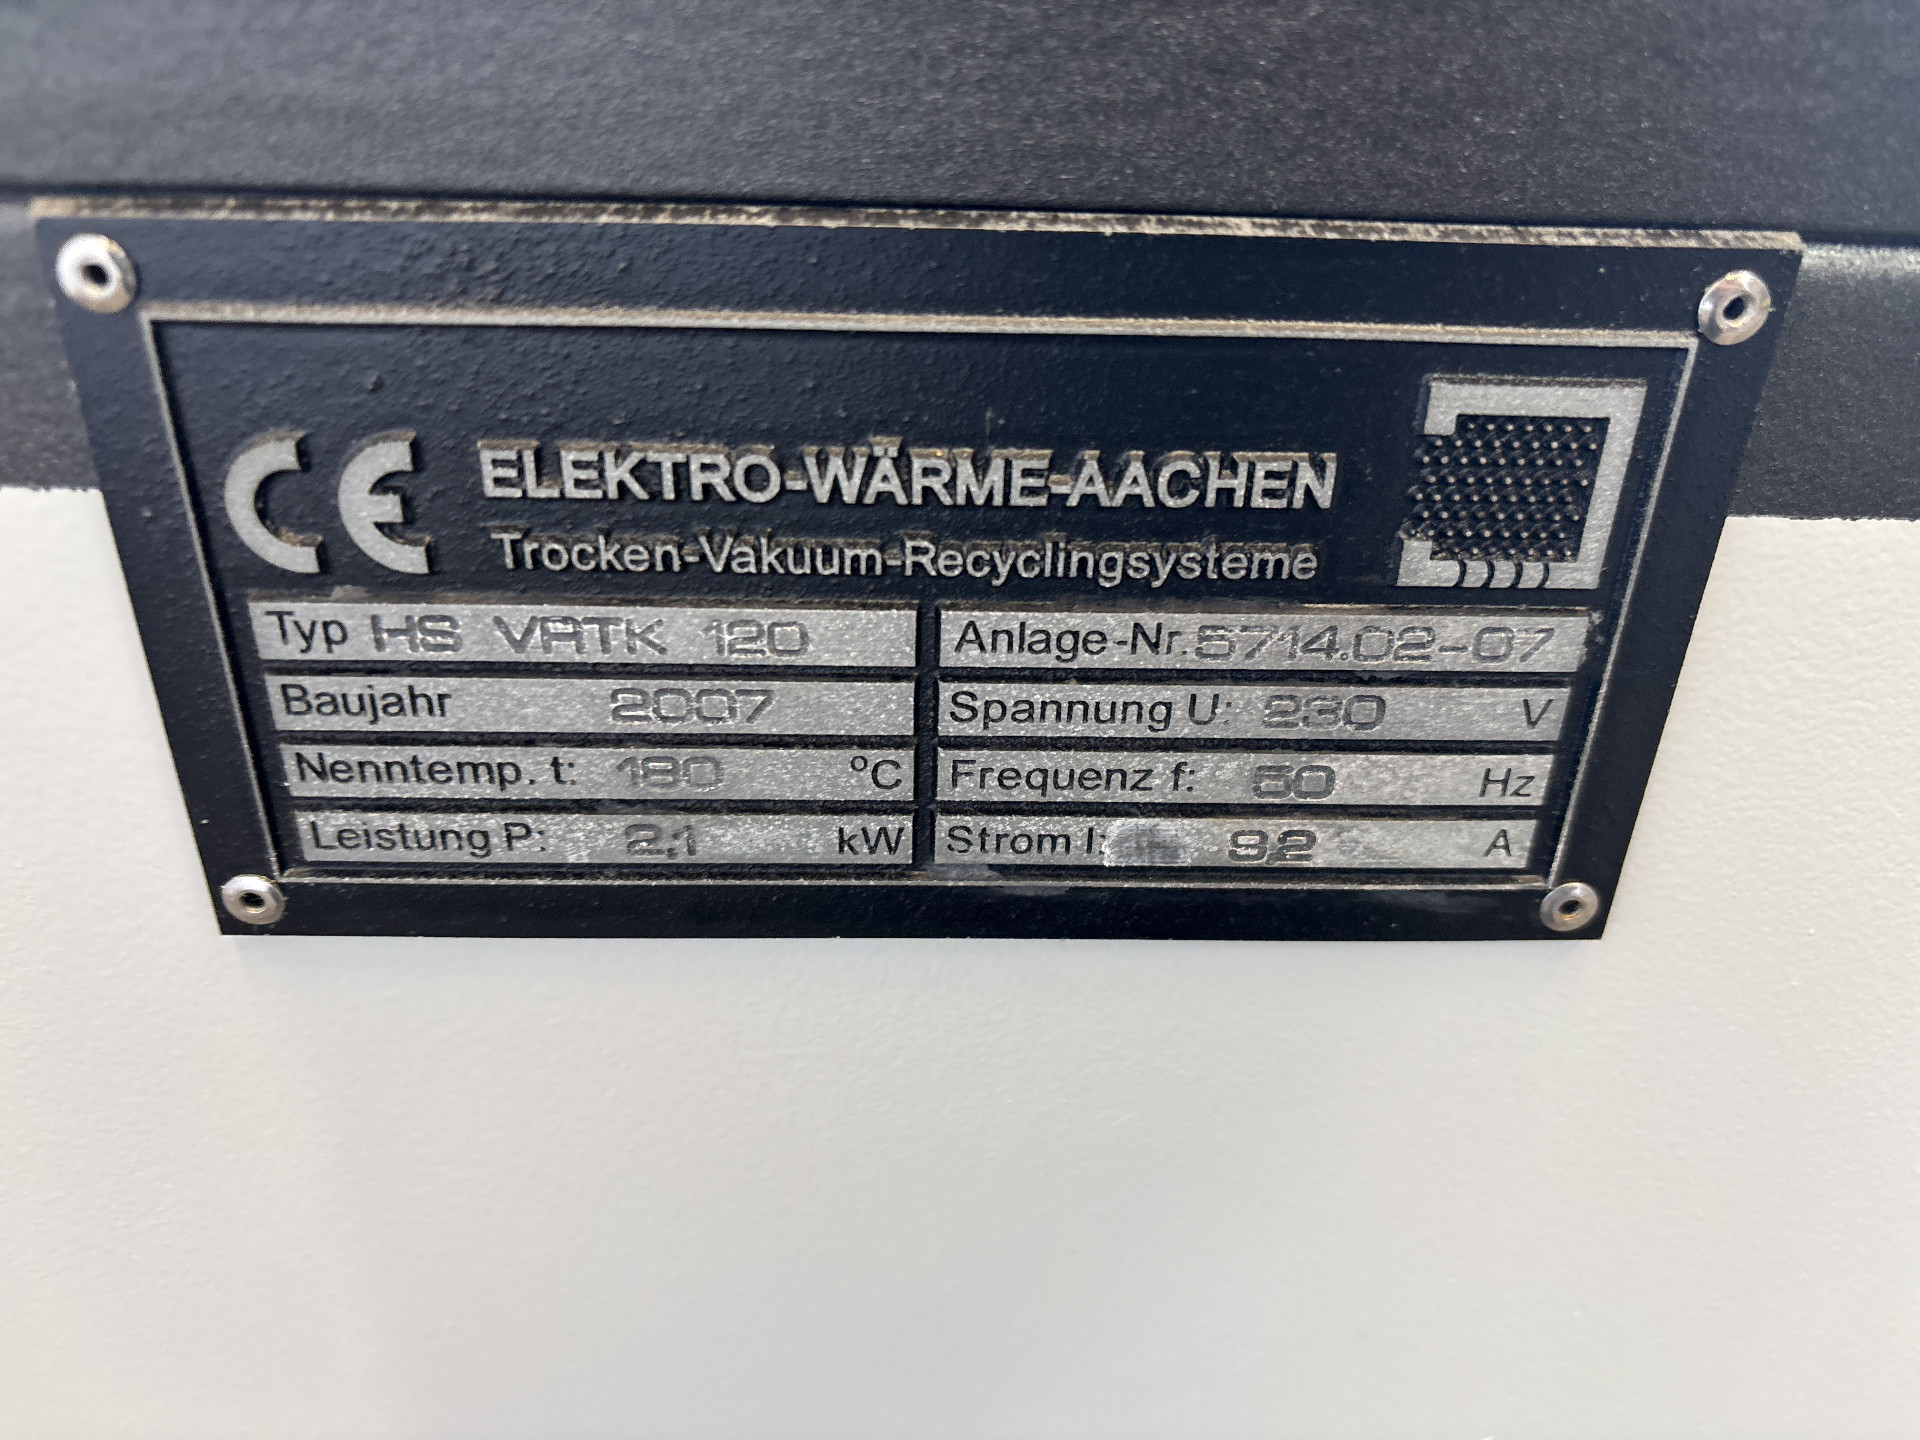 CE
ELEKTRO-WÄRME-AACHEN
Trocken-Vakuum-Recyclingsysteme
Typ HS VRTK 120
Anlage-Nr. 5714.02-07
Baujahr 2007
Spannung U: 230 V
Nenntemp. t: 180 °C
Frequenz f: 50 Hz
Leistung P: 2,1 kW
Strom I: 9,2 A